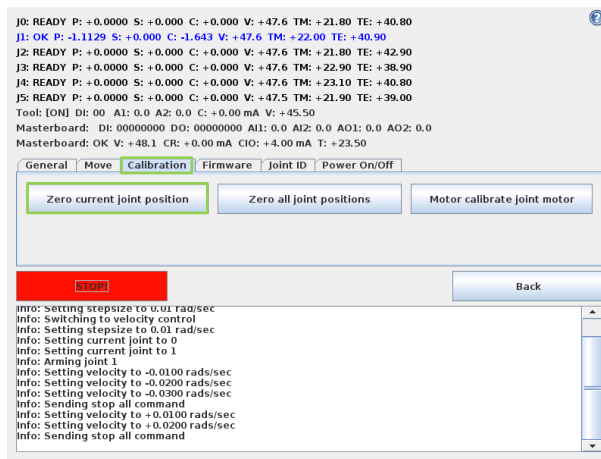 J0: READY P: +0.0000 S: +0.000 C: +0.000 V: +47.6 TM: +21.80 TE: +40.80
?
J1: OK P: -1.1129 S: +0.000 C: -1.643 V: +47.6 TM: +22.00 TE: +40.90
J2: READY P: +0.0000 S: +0.000 C: +0.000 V: +47.6 TM: +21.80 TE: +42.90
J3: READY P: +0.0000 S: +0.000 C: +0.000 V: +47.6 TM: +22.90 TE: +38.90
J4: READY P: +0.0000 S: +0.000 C: +0.000 V: +47.6 TM: +23.10 TE: +40.80
J5: READY P: +0.0000 S: +0.000 C: +0.000 V: +47.5 TM: +21.90 TE: +39.00
Tool: [ON] DI: 00 A1: 0.0 A2: 0.0 C: +0.00 mA V: +45.50
Masterboard: DI: 00000000 DO: 00000000 AI1: 0.0 AI2: 0.0 AO1: 0.0 AO2: 0.0
Masterboard: OK V: +48.1 CR: +0.00 mA CIO: +4.00 mA T: +23.50
General Move Calibration Firmware Joint ID Power On/Off
Zero current joint position Zero all joint positions Motor calibrate joint motor
STOP! Back
Info: Setting stepsize to 0.01 rad/sec
Info: Switching to velocity control
Info: Setting stepsize to 0.01 rad/sec
Info: Setting current joint to 0
Info: Setting current joint to 1
Info: Arming joint 1
Info: Setting velocity to -0.0100 rads/sec
Info: Setting velocity to -0.0200 rads/sec
Info: Setting velocity to -0.0300 rads/sec
Info: Sending stop all command
Info: Setting velocity to +0.0100 rads/sec
Info: Setting velocity to +0.0200 rads/sec
Info: Sending stop all command